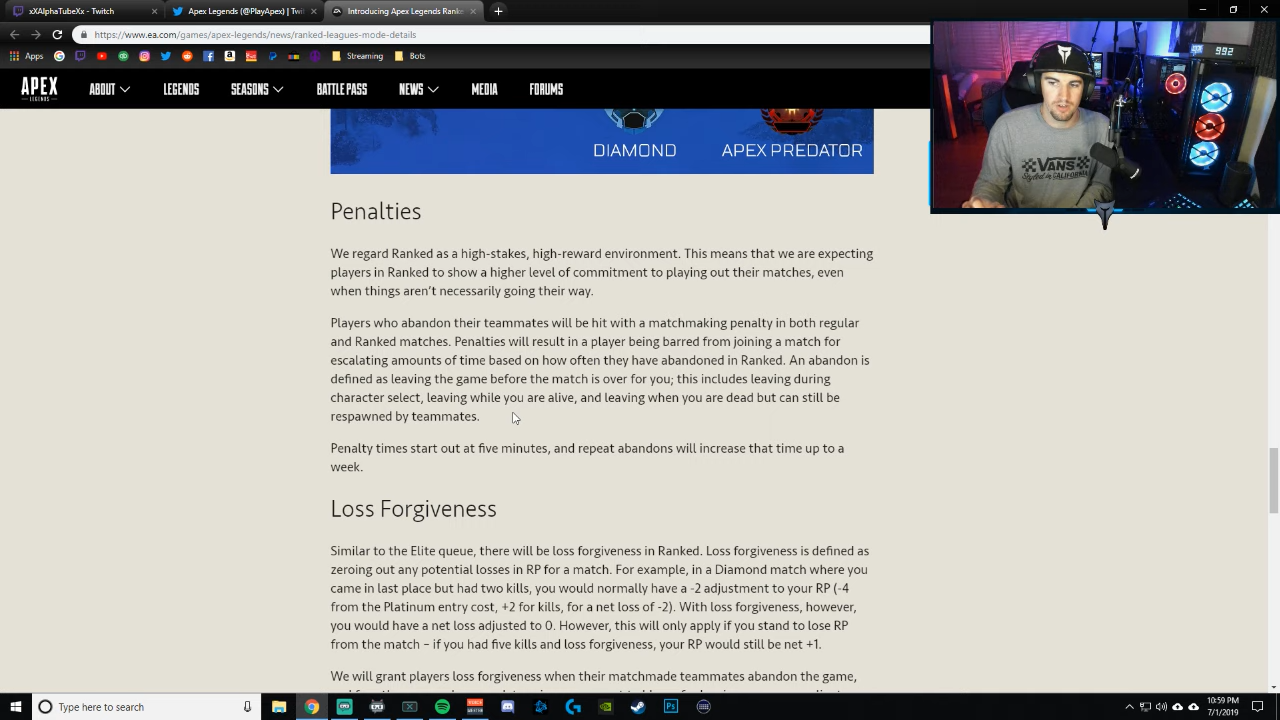 xXAlpTubeXx - Twitch
Apex Legends (@PlayApex) | Twit
Introducing Ranked Leagues - Ran
https://www.ea.com/games/apex-legends/news/ranked-leagues-mode-details
Apps
Streaming
Bots
APEX
LEGENDS
ABOUT
LEGENDS
SEASONS
BATTLE PASS
NEWS
MEDIA
FORUMS
992
VANS
DIAMOND
APEX PREDATOR
Penalties
We regard Ranked as a high-stakes, high-reward environment. This means that we are expecting
players in Ranked to show a higher level of commitment to playing out their matches, even
when things aren't necessarily going their way.
Players who abandon their teammates will be hit with a matchmaking penalty in both regular
and Ranked matches. Penalties will result in a player being barred from joining a match for
escalating amounts of time based on how often they have abandoned in Ranked. An abandon is
defined as leaving the game before the match is over for you; this includes leaving during
character select, leaving while you are alive, and leaving when you are dead but can still be
respawned by teammates.
Penalty times start out at five minutes, and repeat abandons will increase that time up to a
week.
Loss Forgiveness
Similar to the Elite queue, there will be loss forgiveness in Ranked. Loss forgiveness is defined as
zeroing out any potential losses in RP for a match. For example, in a Diamond match where you
came in last place but had two kills, you would normally have a -2 adjustment to your RP (-4
from the Platinum entry cost, +2 for kills, for a net loss of -2). With loss forgiveness, however,
you would have a net loss adjusted to 0. However, this will only apply if you stand to lose RP
from the match – if you had five kills and loss forgiveness, your RP would still be net +1.
We will grant players loss forgiveness when their matchmade teammates abandon the game,
Type here to search
10:59 PM
7/1/2019